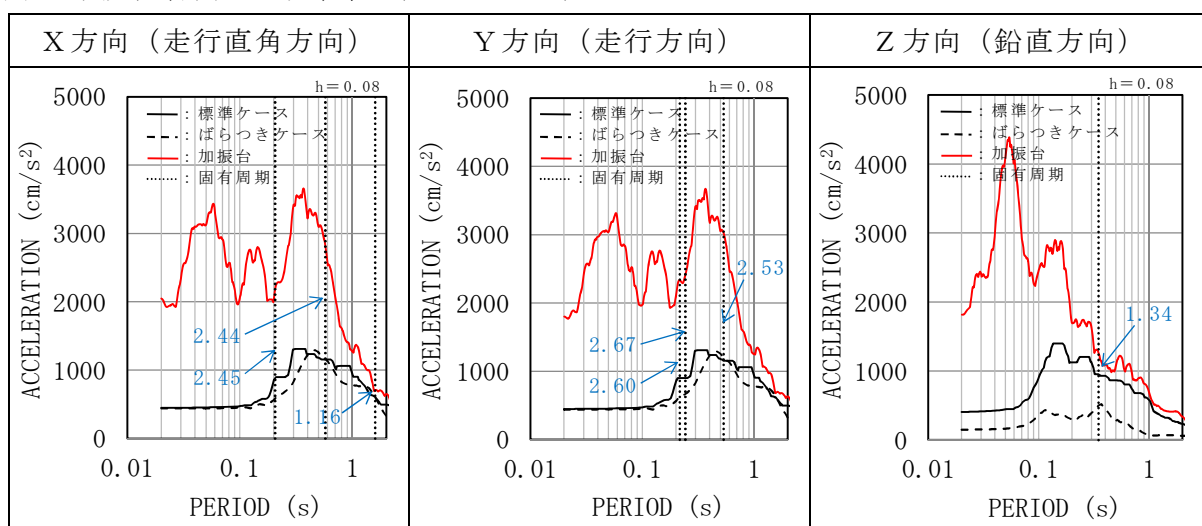 X方向(走行直角方向)
h=0.08
5000
4000
3000
2000
1000
0
ACCELERATION (cm/s²)
: 標準ケース
: ばらつきケース
: 加振台
: 固有周期
2.44
2.45
1.16
0.01
0.1
1
PERIOD (s)
Y方向(走行方向)
h=0.08
5000
4000
3000
2000
1000
0
ACCELERATION (cm/s²)
: 標準ケース
: ばらつきケース
: 加振台
: 固有周期
2.53
2.67
2.60
0.01
0.1
1
PERIOD (s)
Z方向(鉛直方向)
h=0.08
5000
4000
3000
2000
1000
0
ACCELERATION (cm/s²)
: 標準ケース
: ばらつきケース
: 加振台
: 固有周期
1.34
0.01
0.1
1
PERIOD (s)